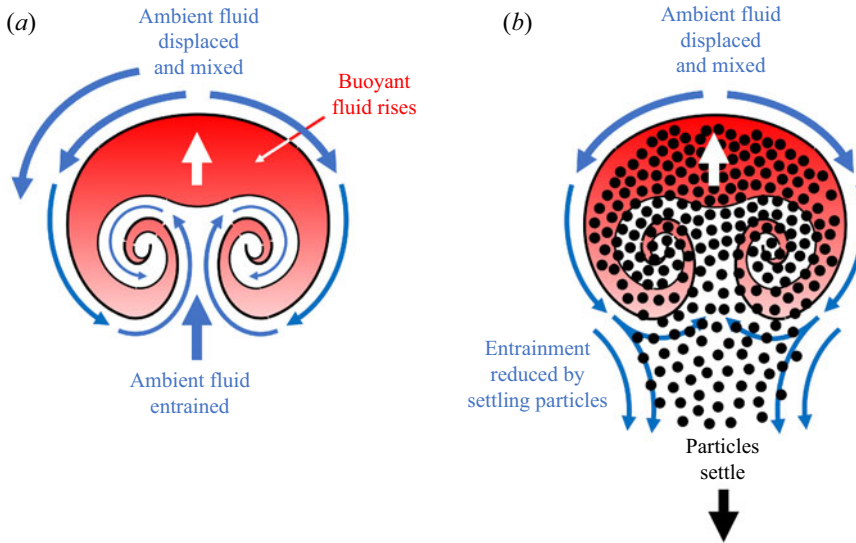 (a)
Ambient fluid
displaced
and mixed
Buoyant
fluid rises
Ambient fluid
entrained
(b)
Ambient fluid
displaced
and mixed
Entrainment
reduced by
settling particles
Particles
settle